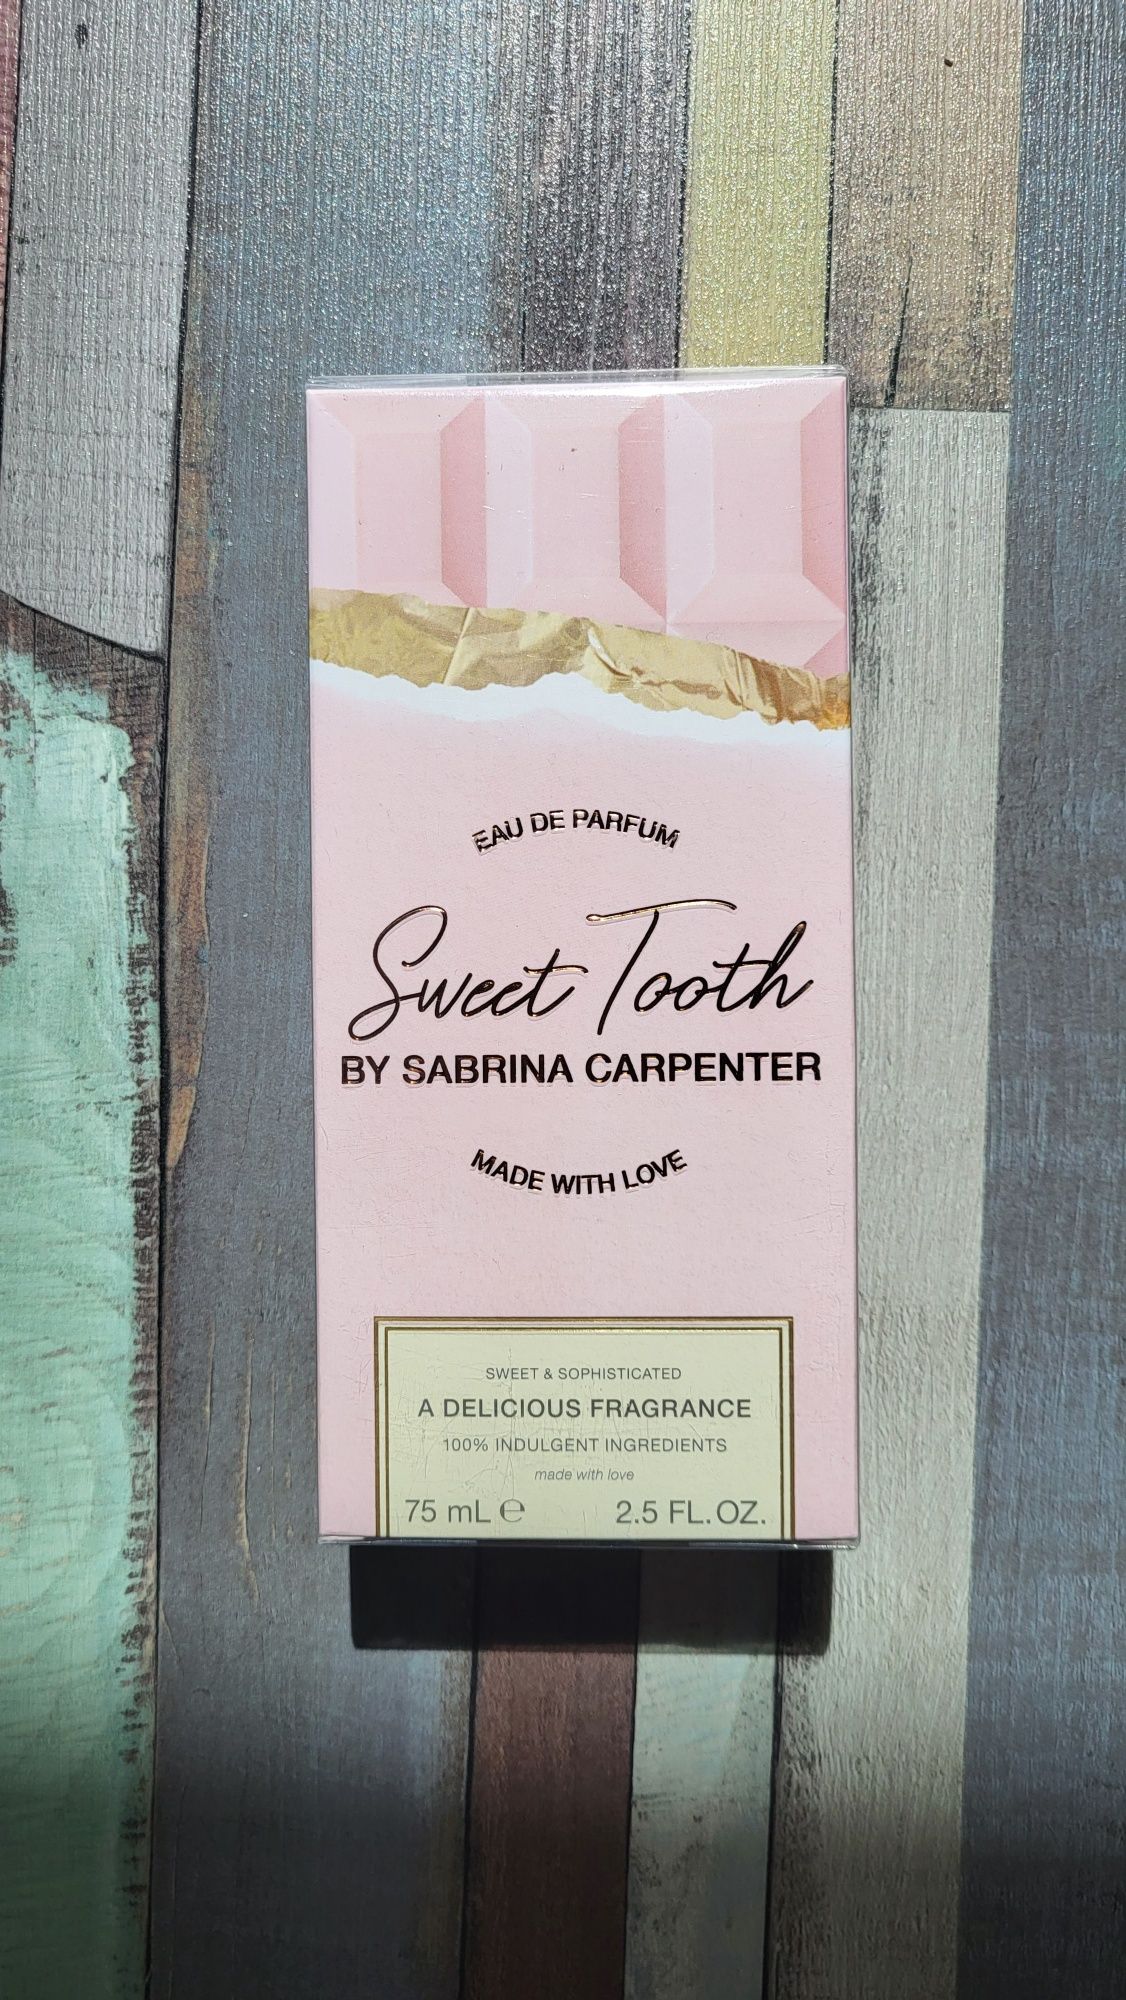 EAU DE PARFUM
Sweet Tooth
BY SABRINA CARPENTER
MADE WITH LOVE
SWEET & SOPHISTICATED
A DELICIOUS FRAGRANCE
100% INDULGENT INGREDIENTS
made with love
75 mL ℮ 2.5 FL.OZ.